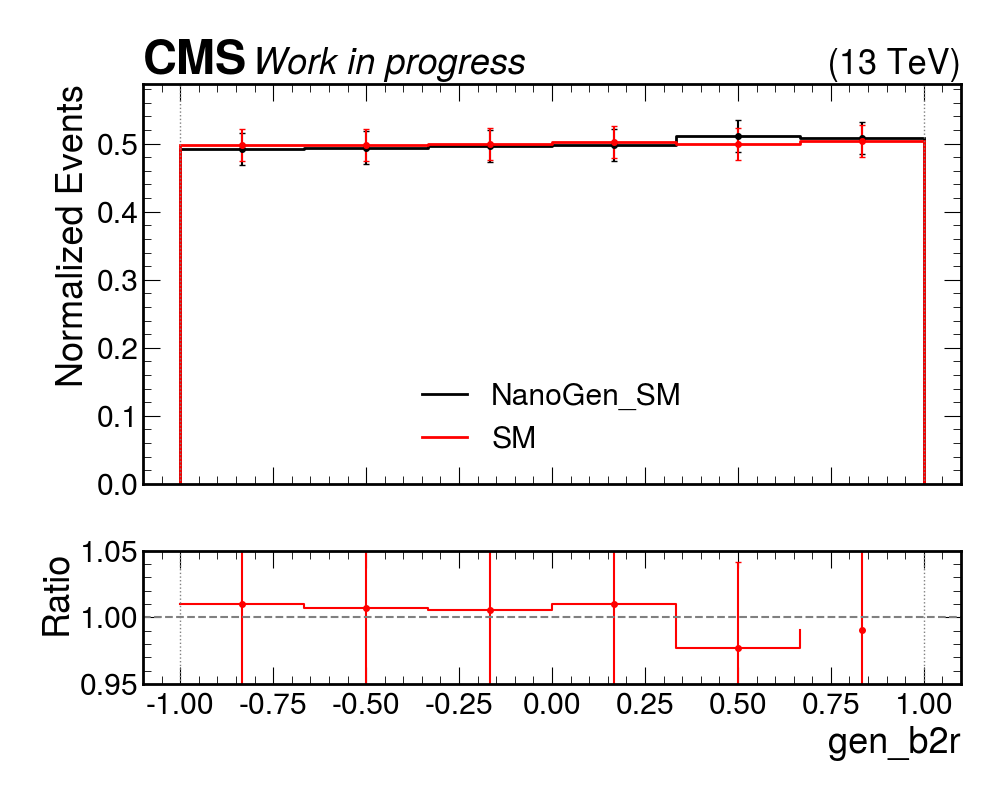 CMS Work in progress (13 TeV)
Normalized Events
0.5
0.4
0.3
0.2
0.1
0.0
NanoGen_SM
SM
Ratio
1.05
1.00
0.95
-1.00 -0.75 -0.50 -0.25 0.00 0.25 0.50 0.75 1.00
gen_b2r